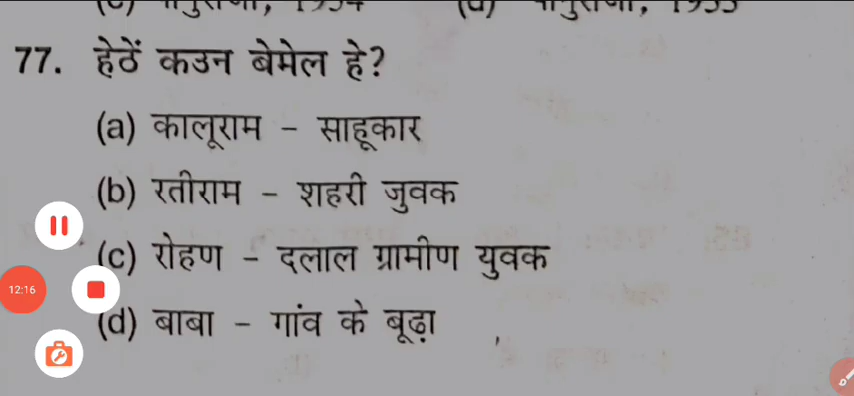 77. हेठें कउन बेमेल हे?
(a) कालूराम - साहूकार
(b) रतीराम - शहरी जुवक
(c) रोहण - दलाल ग्रामीण युवक
12:16
(d) बाबा - गांव के बूढ़ा